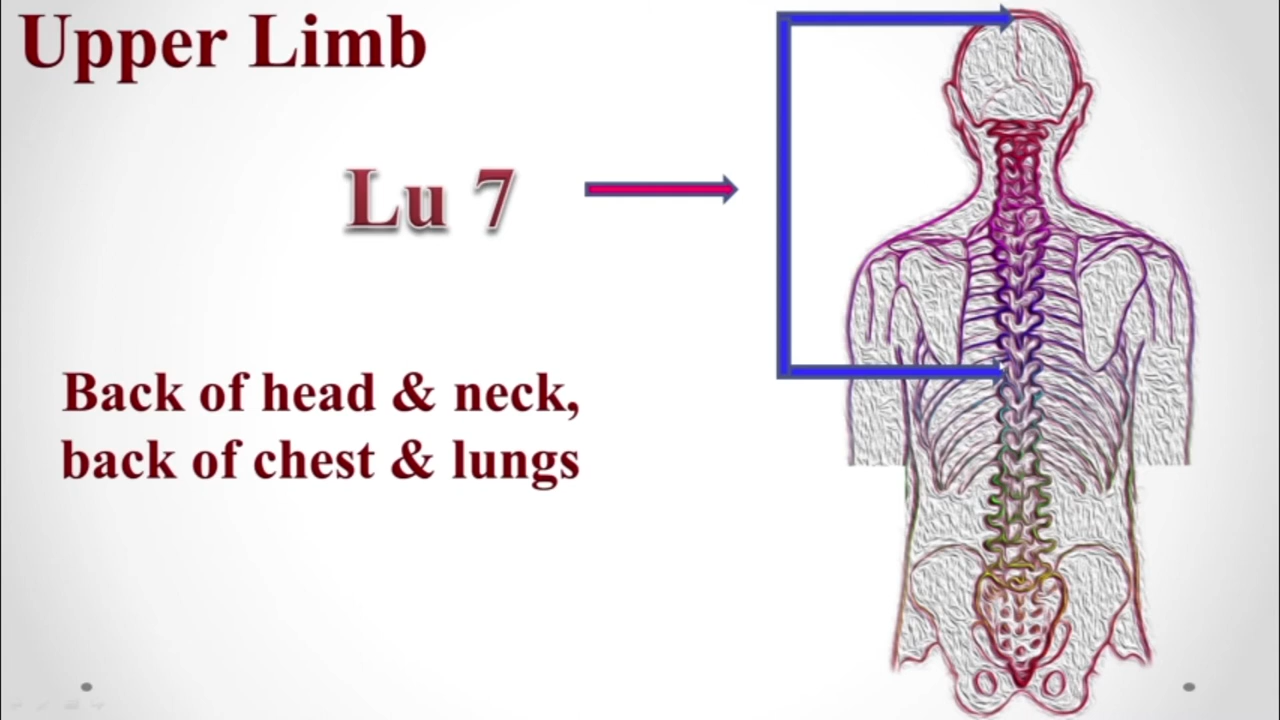 Upper Limb
Lu 7
Back of head & neck,
back of chest & lungs